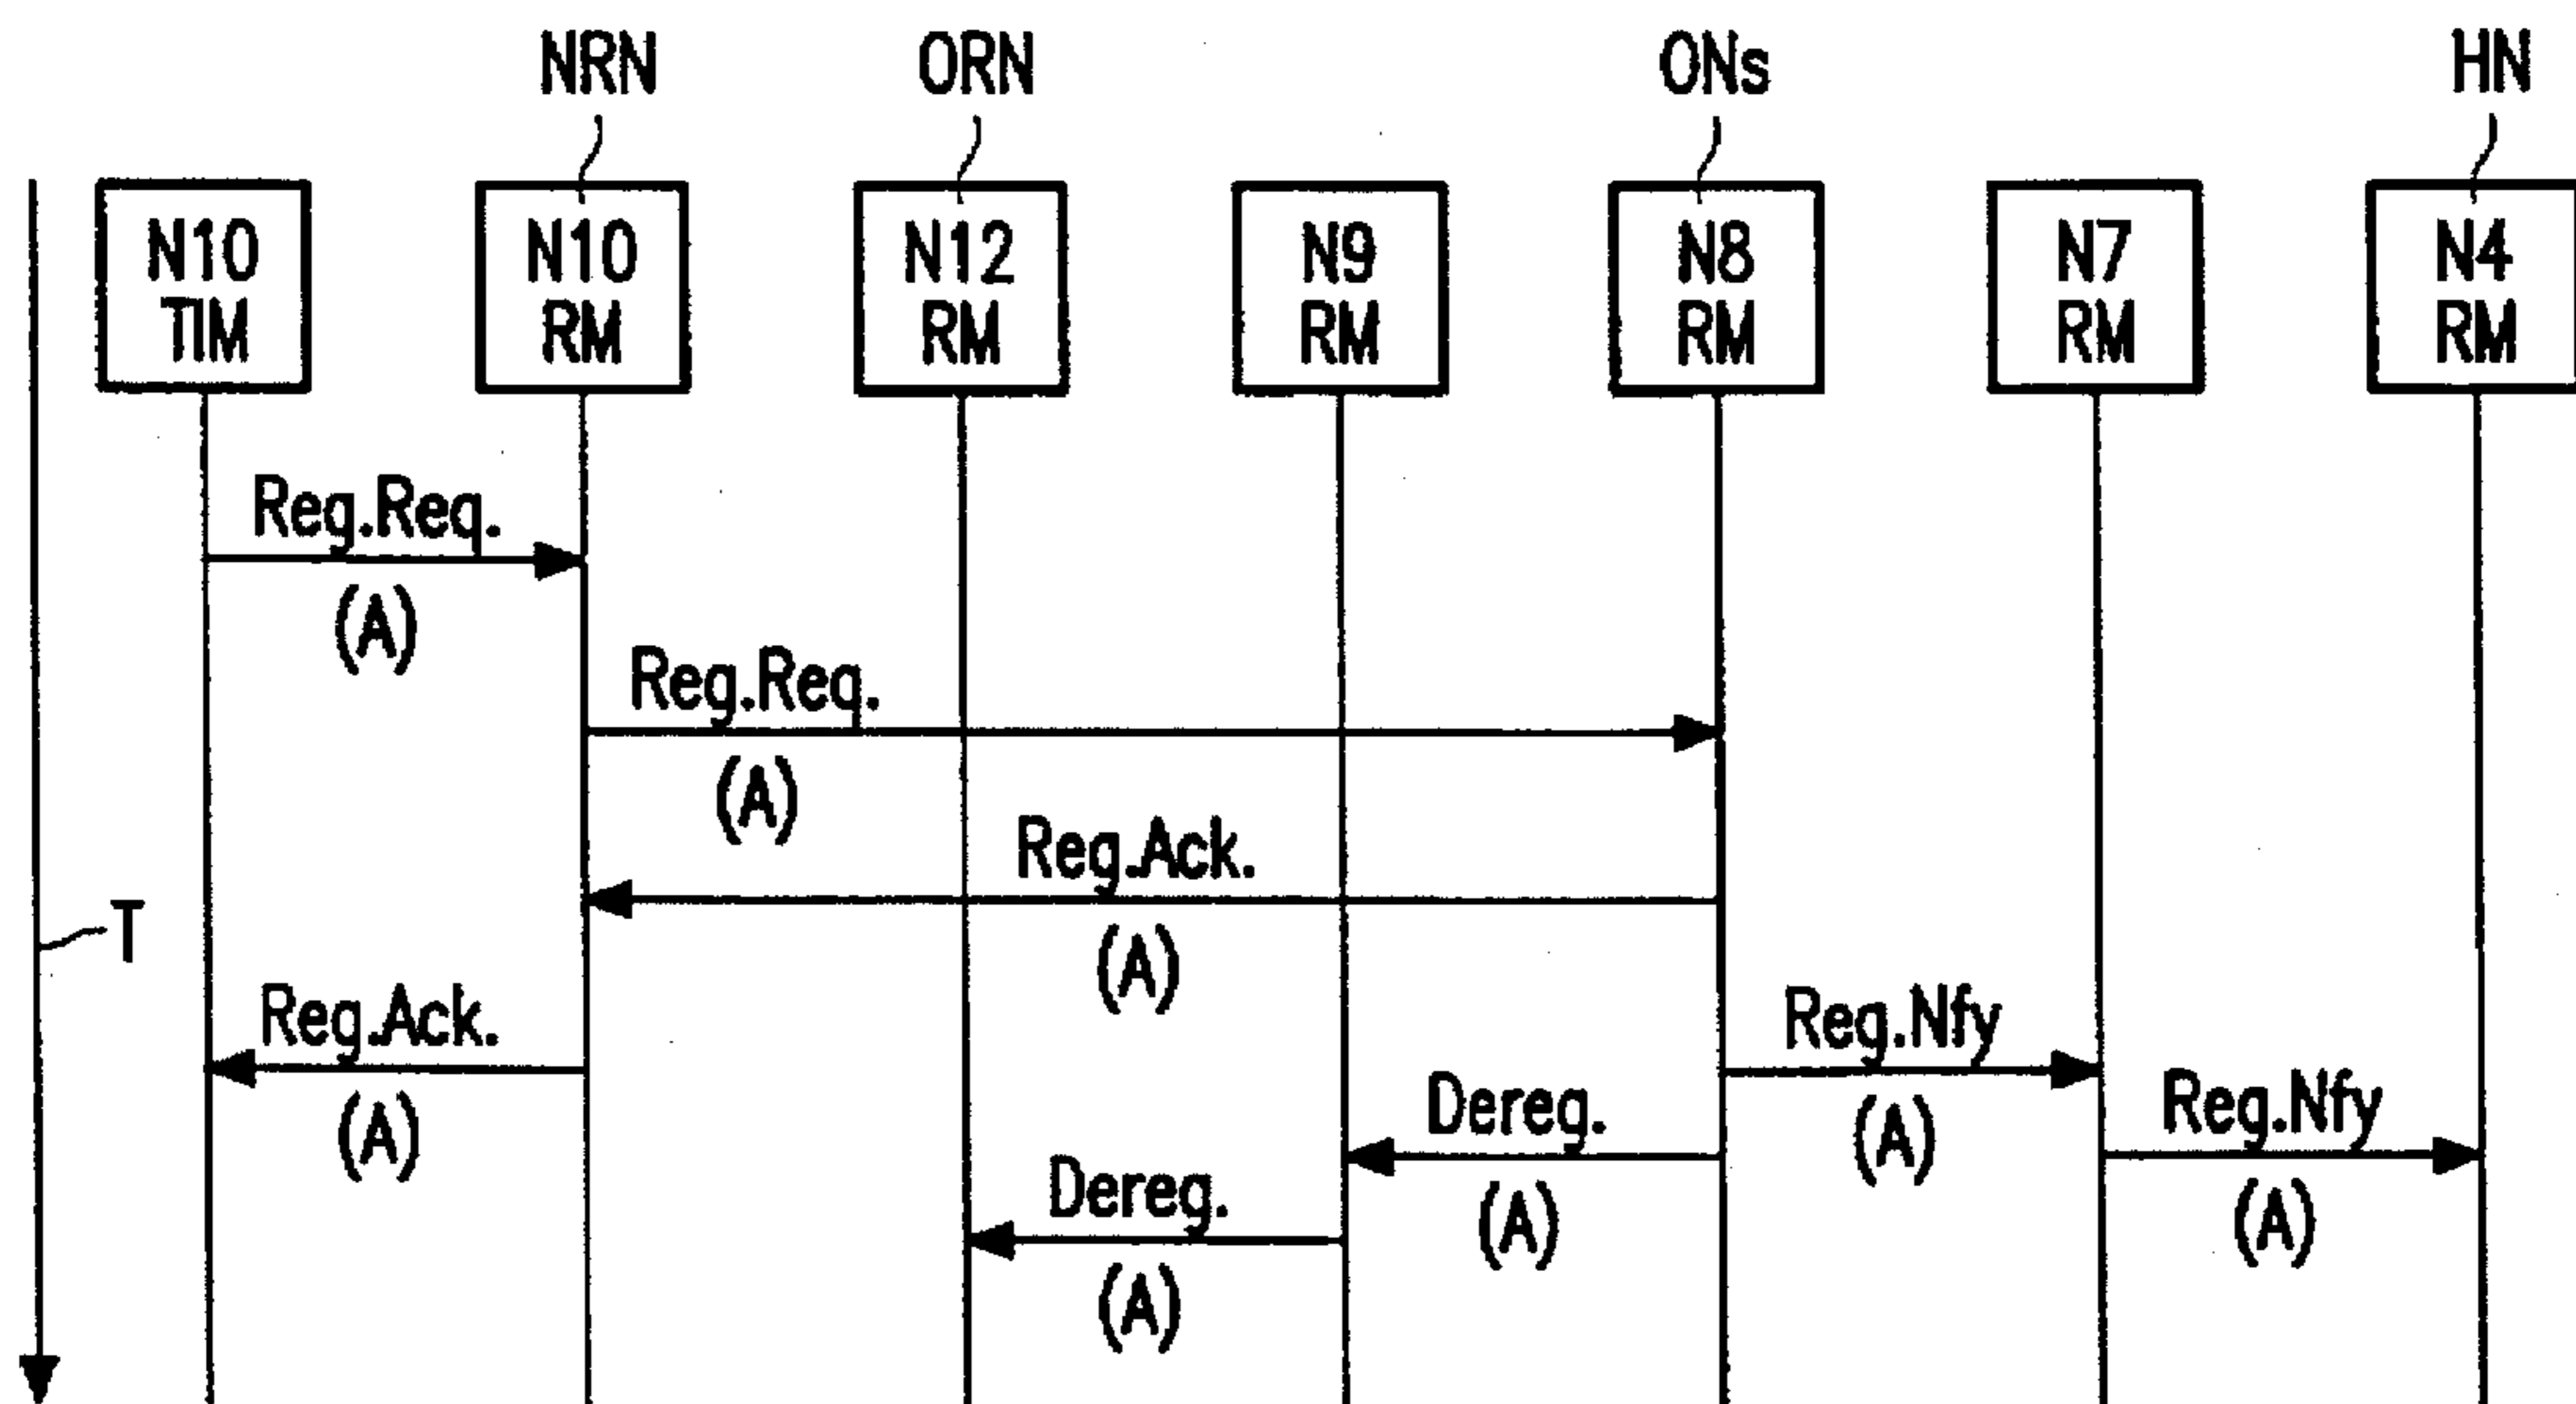 NRN
ORN
ONs
HN
N10
TIM
N10
RM
N12
RM
N9
RM
N8
RM
N7
RM
N4
RM
Reg.Req.
(A)
Reg.Req.
(A)
Reg.Ack.
(A)
T
Reg.Ack.
(A)
Reg.Nfy
(A)
Dereg.
(A)
Reg.Nfy
(A)
Dereg.
(A)